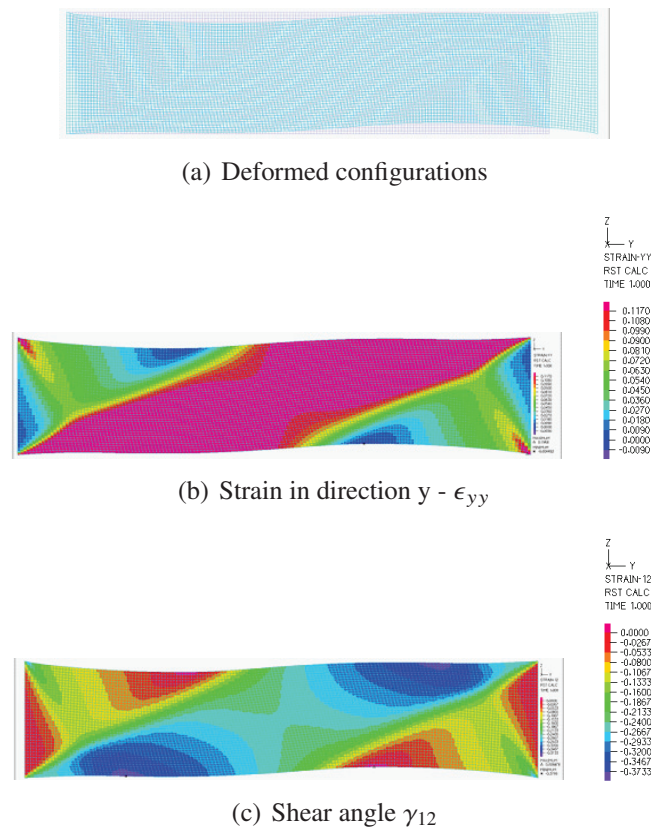 (a) Deformed configurations
Z
X
Y
STRAIN-YY
RST CALC
TIME 1.000
0.1170
0.1080
0.0990
0.0900
0.0810
0.0720
0.0630
0.0540
0.0450
0.0360
0.0270
0.0180
0.0090
0.0000
-0.0090
(b) Strain in direction y - ϵyy
Z
X
Y
STRAIN-12
RST CALC
TIME 1.000
0.0000
-0.0267
-0.0533
-0.0800
-0.1067
-0.1333
-0.1600
-0.1867
-0.2133
-0.2400
-0.2667
-0.2933
-0.3200
-0.3467
-0.3733
(c) Shear angle γ12